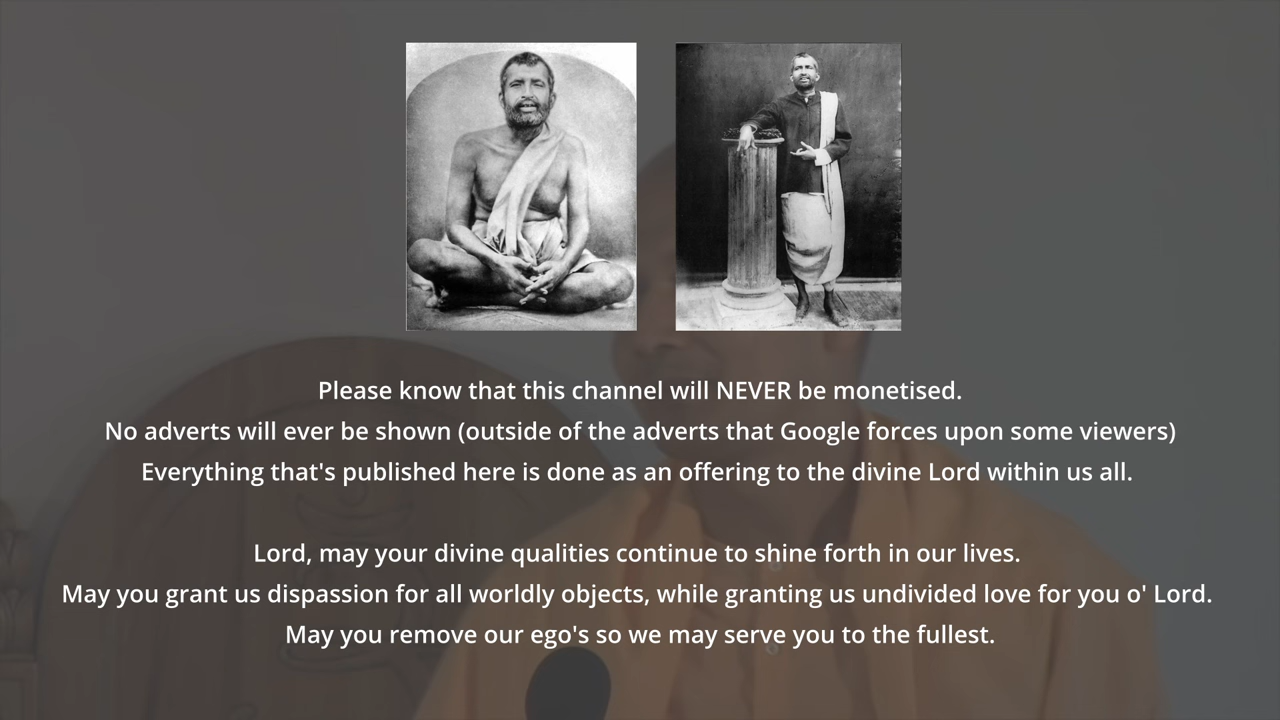 Please know that this channel will NEVER be monetised.
No adverts will ever be shown (outside of the adverts that Google forces upon some viewers)
Everything that's published here is done as an offering to the divine Lord within us all.
Lord, may your divine qualities continue to shine forth in our lives.
May you grant us dispassion for all worldly objects, while granting us undivided love for you o' Lord.
May you remove our ego's so we may serve you to the fullest.